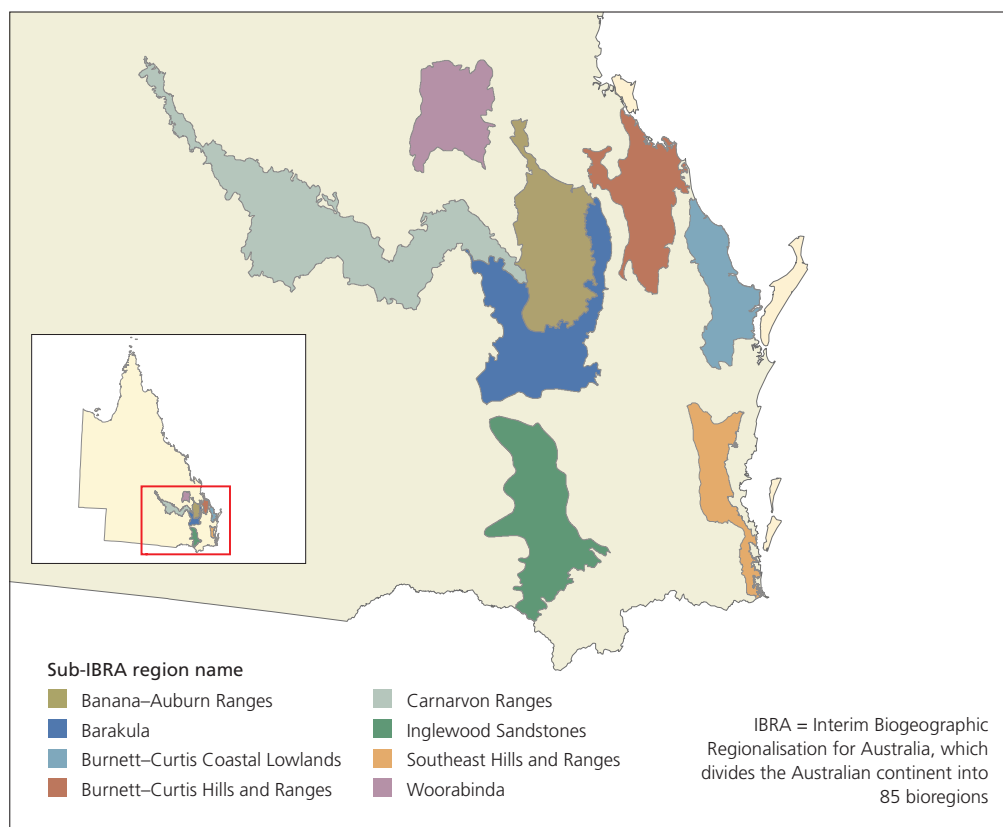 Sub-IBRA region name
Banana–Auburn Ranges
Barakula
Burnett–Curtis Coastal Lowlands
Burnett–Curtis Hills and Ranges
Carnarvon Ranges
Inglewood Sandstones
Southeast Hills and Ranges
Woorabinda
IBRA = Interim Biogeographic
Regionalisation for Australia, which
divides the Australian continent into
85 bioregions